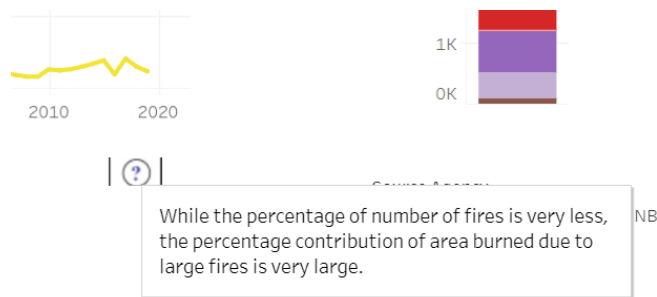 1K
0K
2010 2020
?
While the percentage of number of fires is very less,
the percentage contribution of area burned due to
large fires is very large.
NB